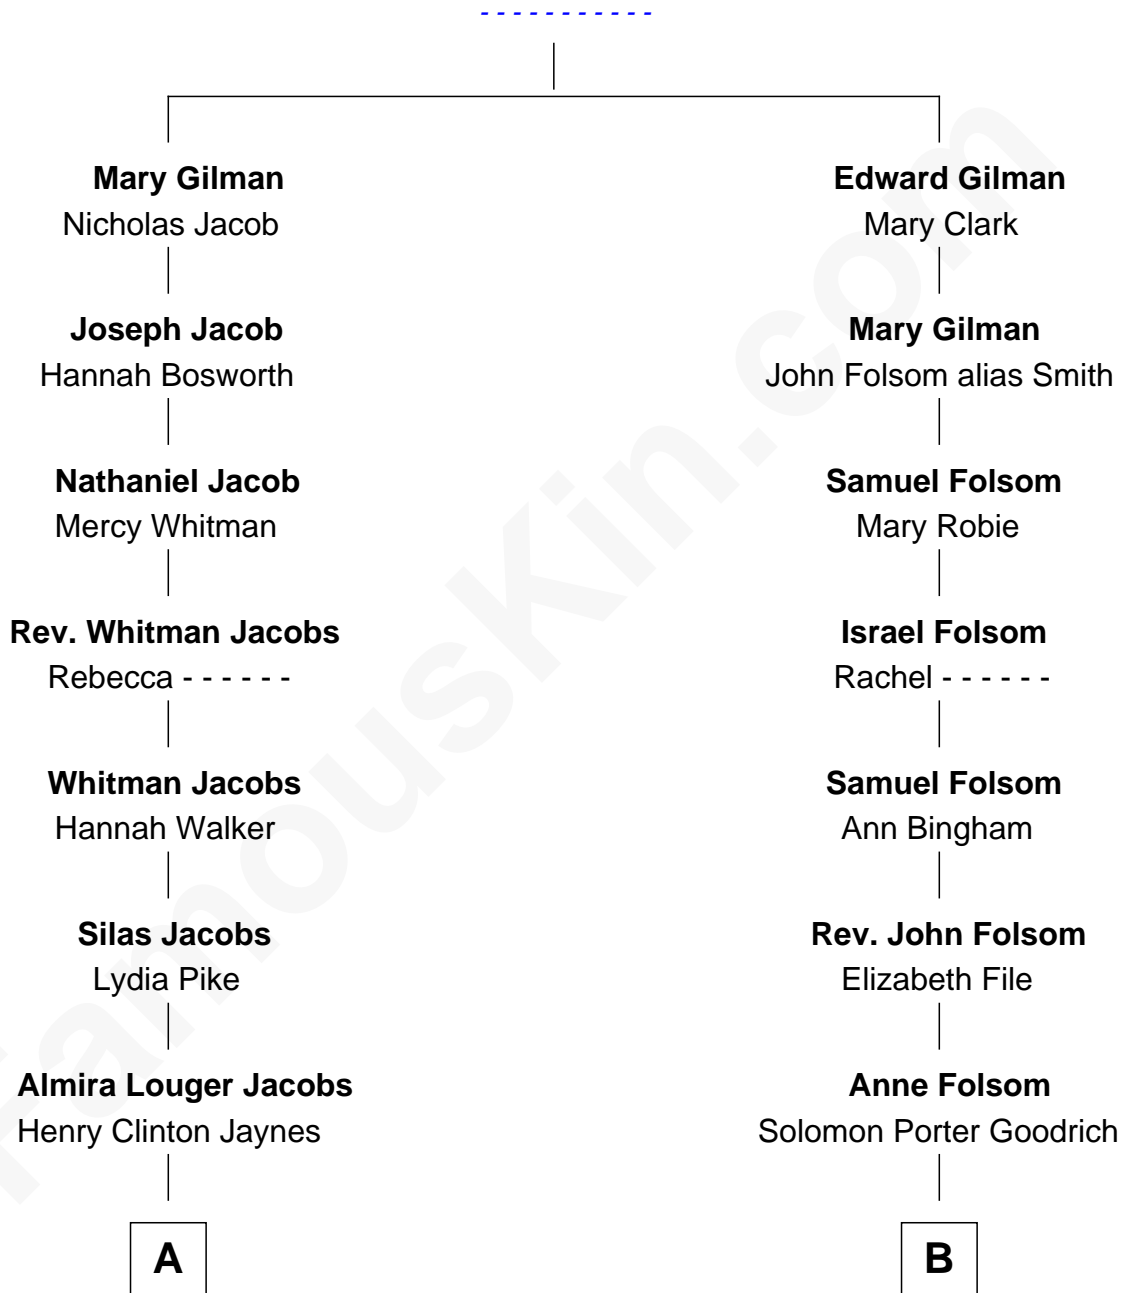 - - - - - - - - - - -
Mary Gilman
Nicholas Jacob
Joseph Jacob
Hannah Bosworth
Nathaniel Jacob
Mercy Whitman
Rev. Whitman Jacobs
Rebecca - - - - - -
Whitman Jacobs
Hannah Walker
Silas Jacobs
Lydia Pike
Almira Louger Jacobs
Henry Clinton Jaynes
A
Edward Gilman
Mary Clark
Mary Gilman
John Folsom alias Smith
Samuel Folsom
Mary Robie
Israel Folsom
Rachel - - - - - -
Samuel Folsom
Ann Bingham
Rev. John Folsom
Elizabeth File
Anne Folsom
Solomon Porter Goodrich
B
FamousKin.com